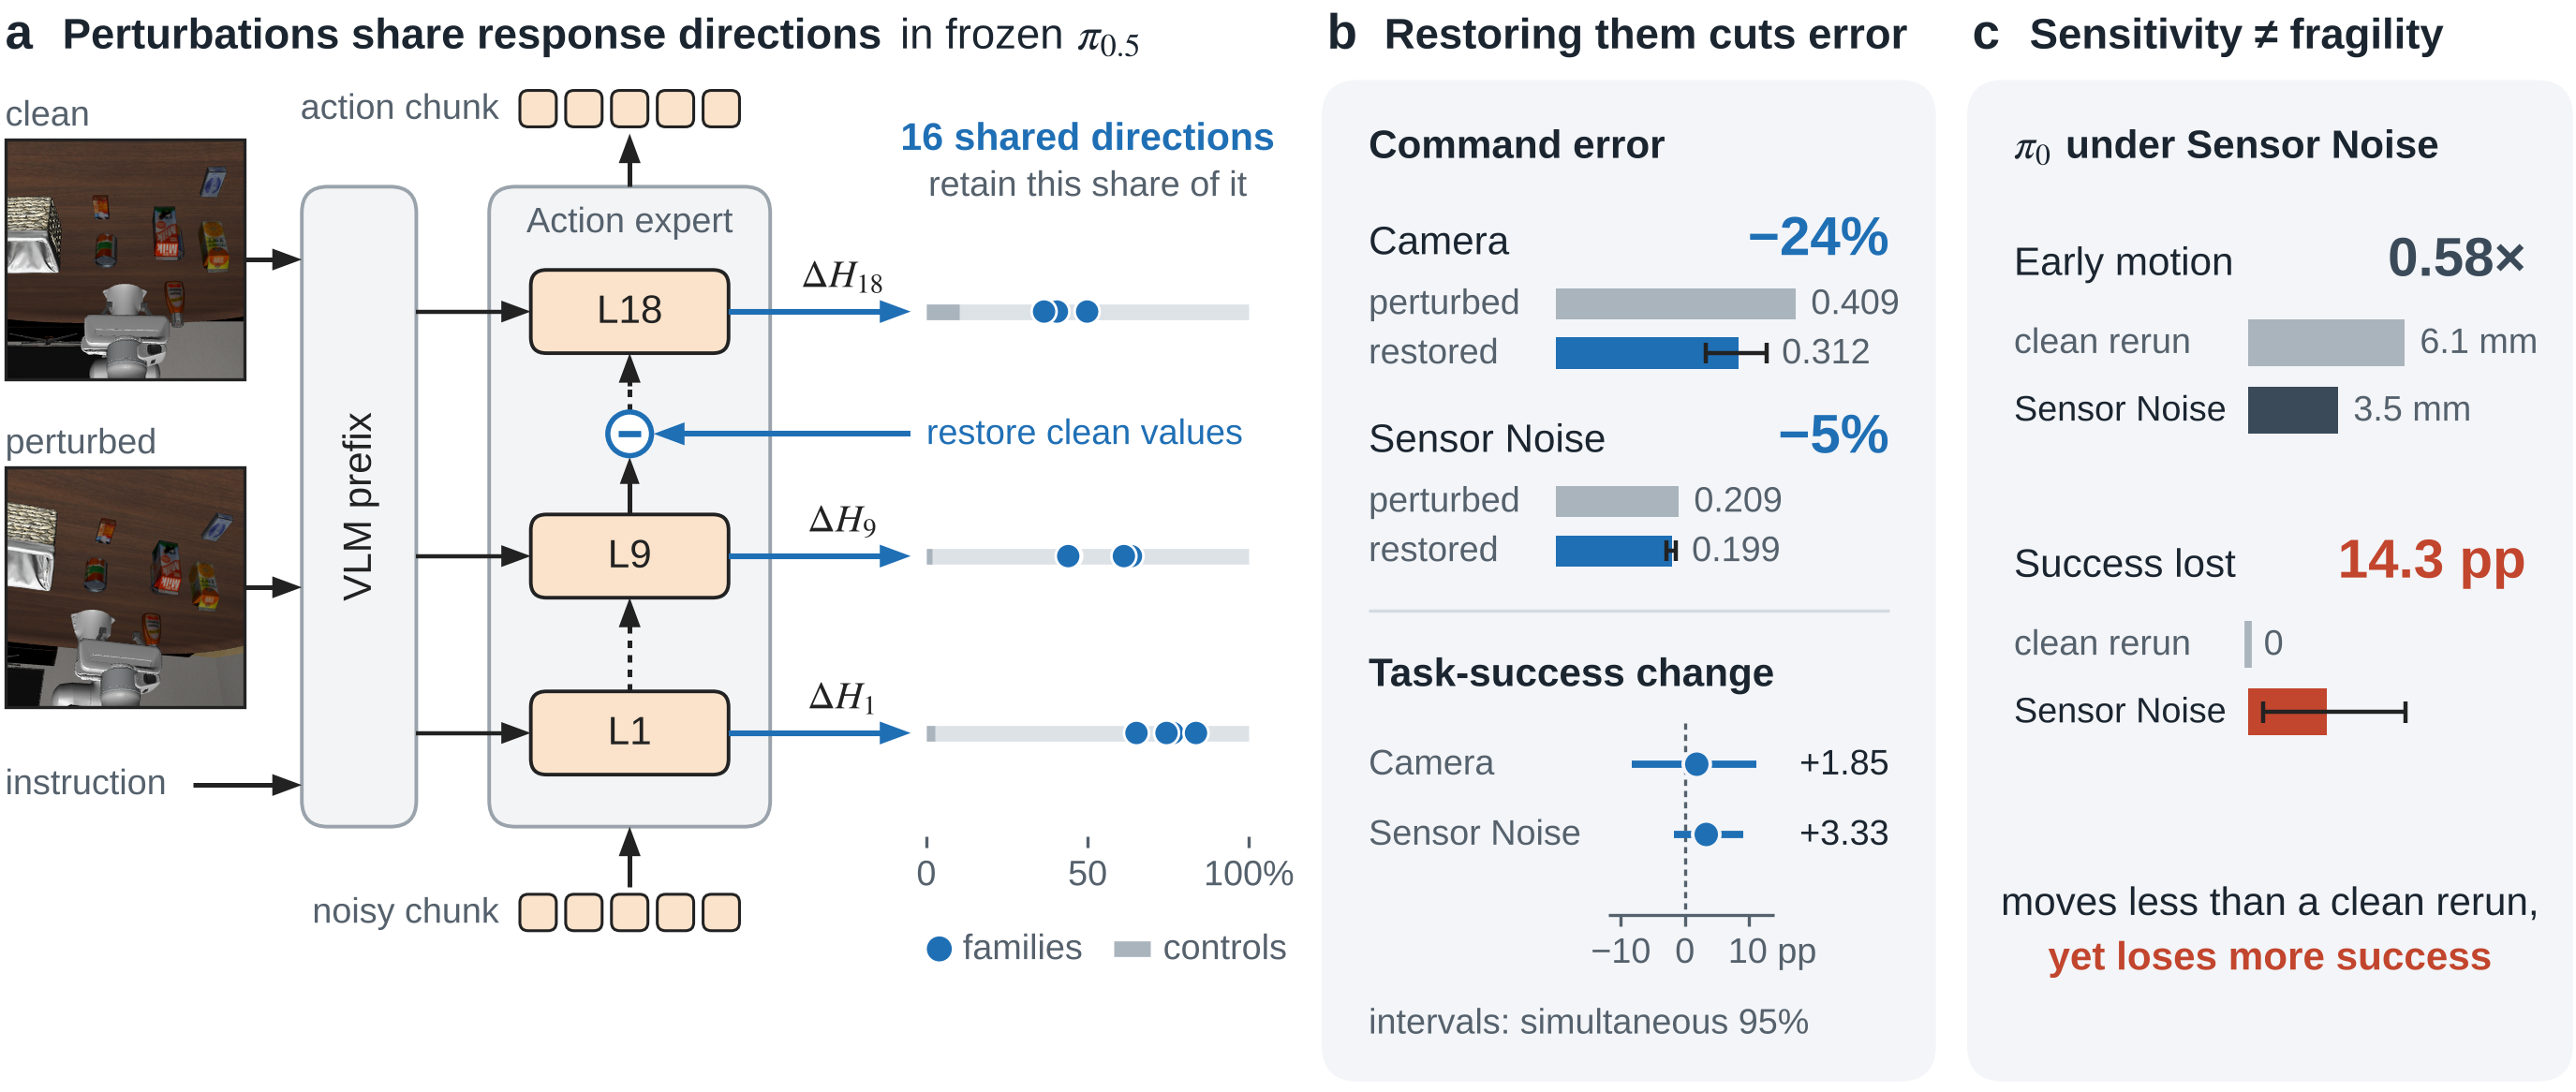 a Perturbations share response directions in frozen π0.5
clean
action chunk
16 shared directions
retain this share of it
Action expert
L18
ΔH18
restore clean values
perturbed
VLM prefix
L9
ΔH9
L1
ΔH1
instruction
noisy chunk
0 50 100%
families controls
b Restoring them cuts error
Command error
Camera −24%
perturbed 0.409
restored 0.312
Sensor Noise −5%
perturbed 0.209
restored 0.199
Task-success change
Camera +1.85
Sensor Noise +3.33
−10 0 10 pp
intervals: simultaneous 95%
c Sensitivity ≠ fragility
π0 under Sensor Noise
Early motion 0.58×
clean rerun 6.1 mm
Sensor Noise 3.5 mm
Success lost 14.3 pp
clean rerun 0
Sensor Noise
moves less than a clean rerun,
yet loses more success